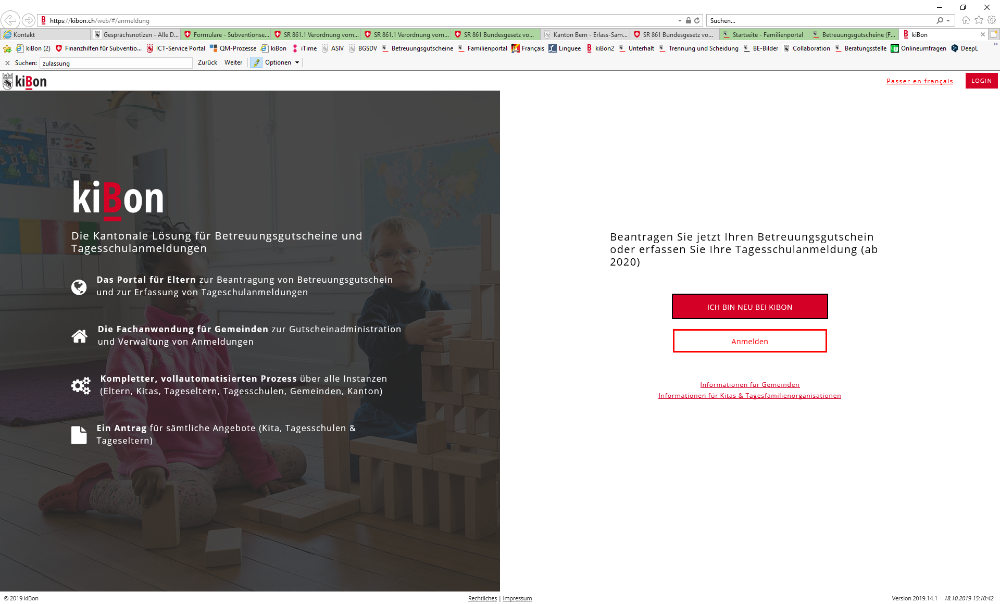 https://kibon.ch/web/#/anmeldung
Suchen...
Kontakt
Gesprächsnotizen - Alle D...
Formulare - Subventionse...
SR 861.1 Verordnung vom...
SR 861.1 Verordnung vom...
SR 861 Bundesgesetz vo...
Kanton Bern - Erlass-Sam...
SR 861 Bundesgesetz vo...
Startseite - Familienportal
Betreuungsgutscheine (F...
kiBon
kiBon (2)
Finanzhilfen für Subventio...
ICT-Service Portal
QM-Prozesse
kiBon
iTime
ASIV
BGSDV
Betreuungsgutscheine
Familienportal
Français
Linguee
kiBon2
Unterhalt
Trennung und Scheidung
BE-Bilder
Collaboration
Beratungsstelle
Onlineumfragen
DeepL
Suchen:
zulassung
Zurück
Weiter
Optionen
kiBon
Passer en français
LOGIN
kiBon
Die Kantonale Lösung für Betreuungsgutscheine und
Tagesschulanmeldungen
Das Portal für Eltern zur Beantragung von Betreuungsgutschein
und zur Erfassung von Tageschulanmeldungen
Die Fachanwendung für Gemeinden zur Gutscheinadministration
und Verwaltung von Anmeldungen
Kompletter, vollautomatisierten Prozess über alle Instanzen
(Eltern, Kitas, Tageseltern, Tagesschulen, Gemeinden, Kanton)
Ein Antrag für sämtliche Angebote (Kita, Tagesschulen &
Tageseltern)
Beantragen Sie jetzt Ihren Betreuungsgutschein
oder erfassen Sie Ihre Tagesschulanmeldung (ab
2020)
ICH BIN NEU BEI KIBON
Anmelden
Informationen für Gemeinden
Informationen für Kitas & Tagesfamilienorganisationen
© 2019 kiBon
Rechtliches | Impressum
Version 2019.14.1
18.10.2019 15:10:42